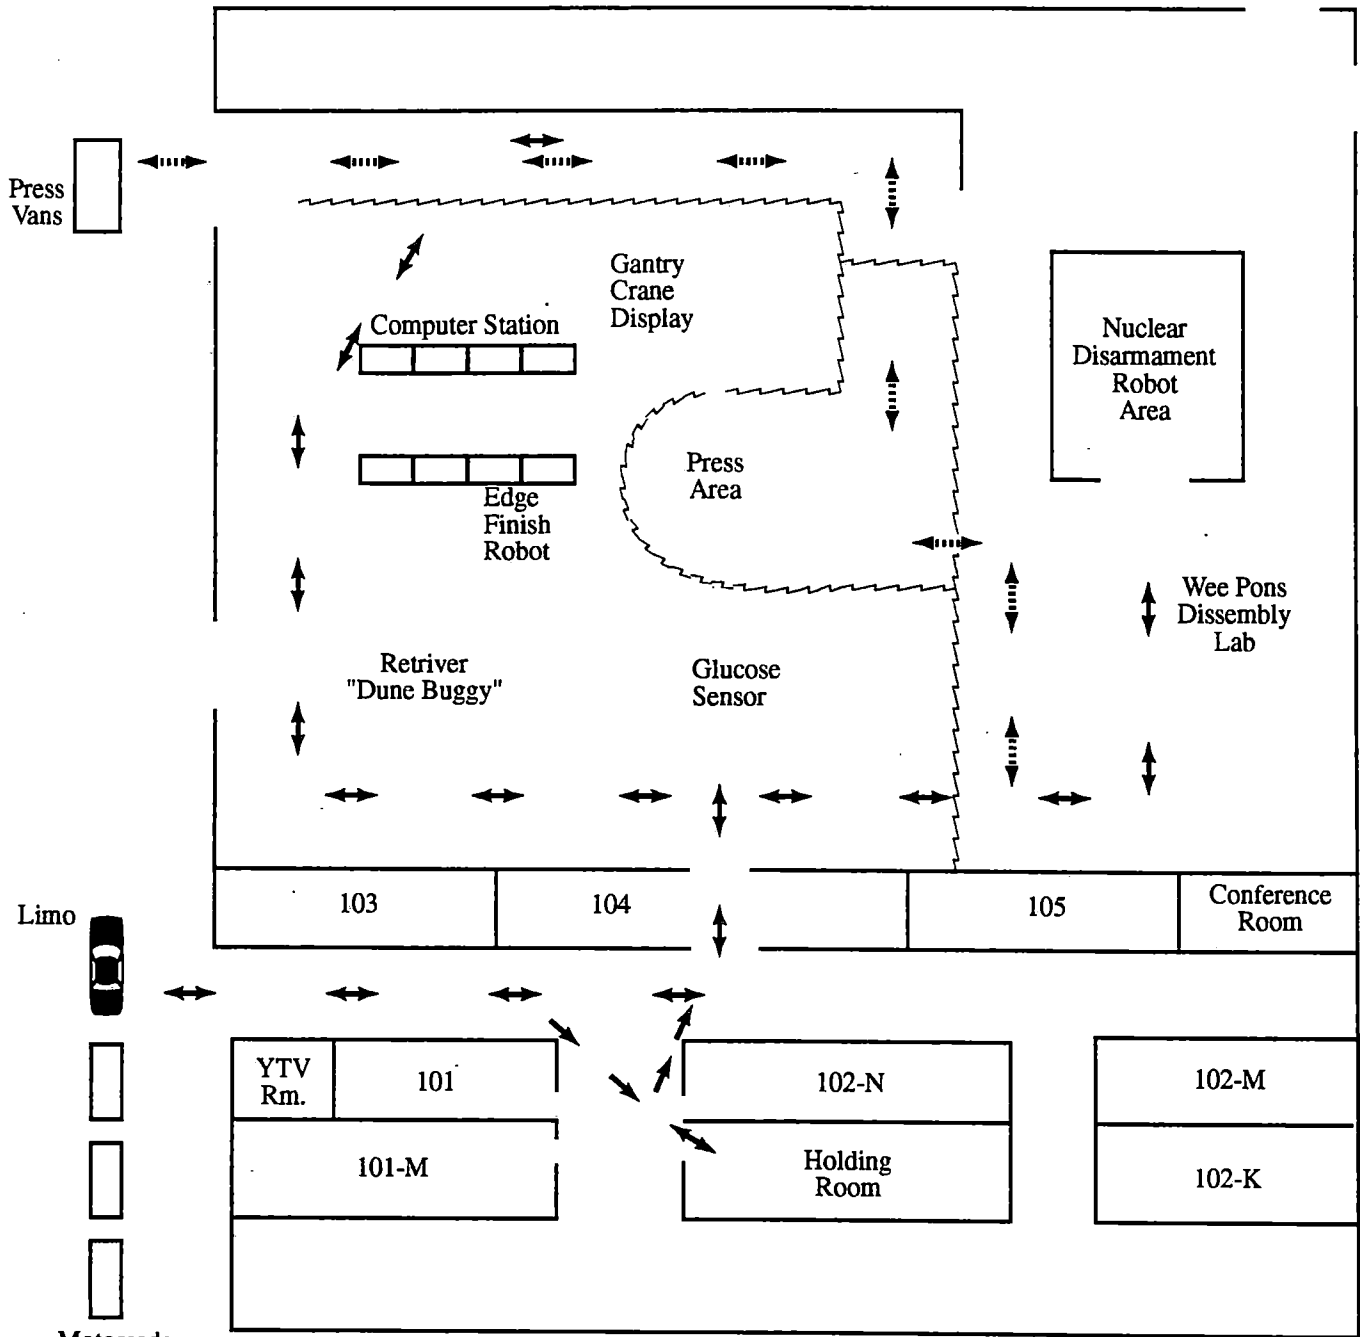 Press
Vans
Gantry
Crane
Display
Computer Station
Nuclear
Disarmament
Robot
Area
Press
Area
Edge
Finish
Robot
Wee Pons
Dissembly
Lab
Retriver
"Dune Buggy"
Glucose
Sensor
103
104
105
Conference
Room
Limo
YTV
Rm.
101
102-N
102-M
101-M
Holding
Room
102-K